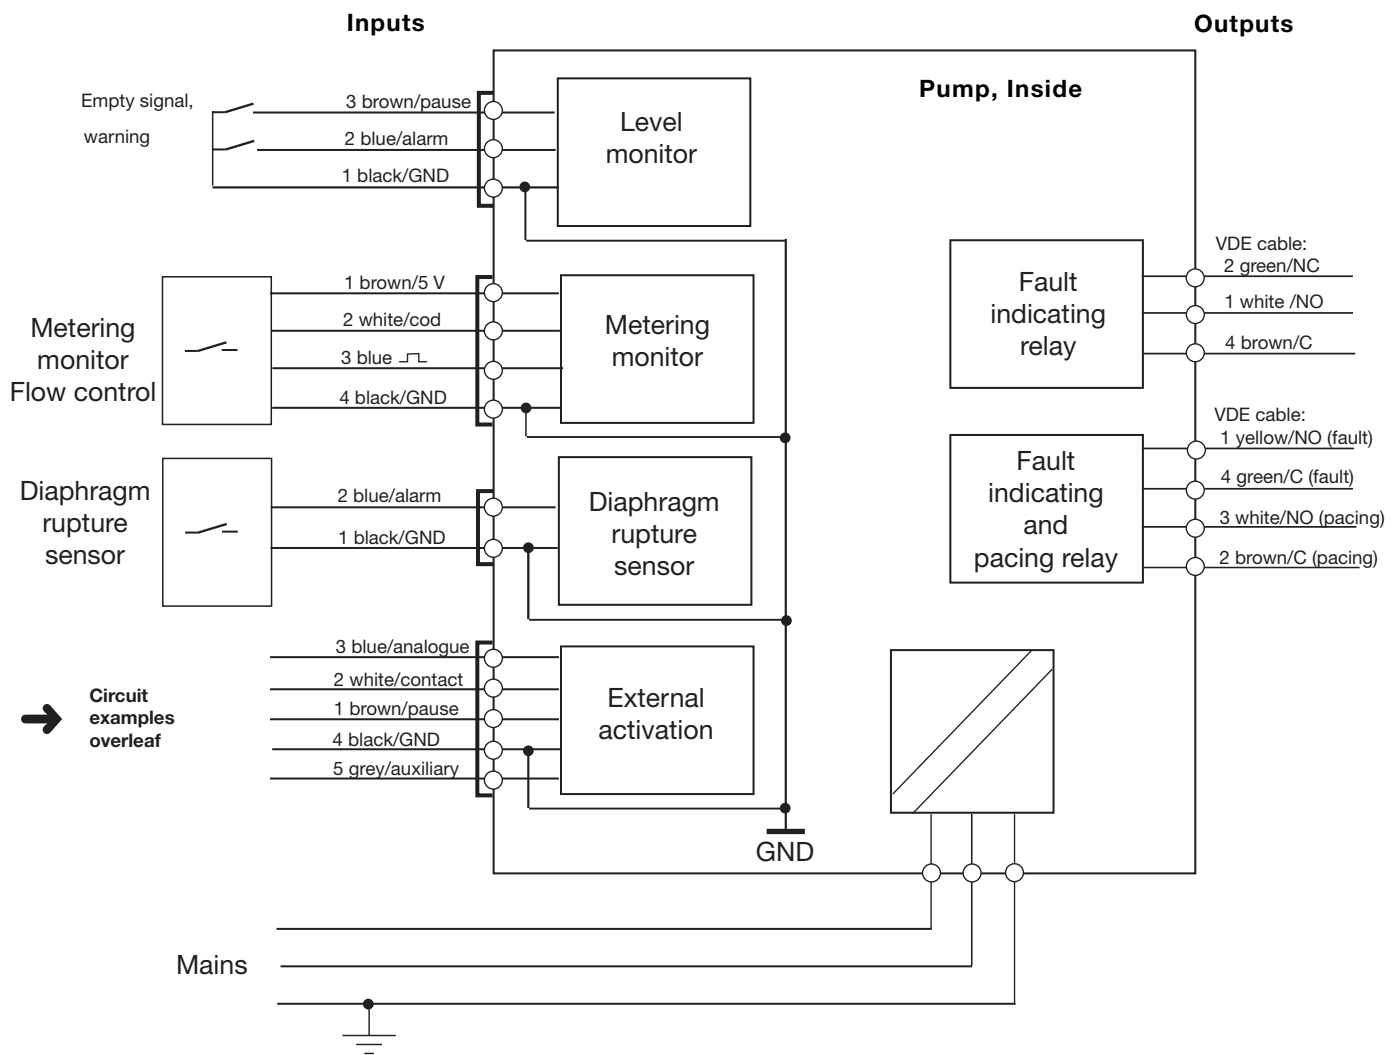 Inputs
Outputs
Pump, Inside
Empty signal,
warning
3 brown/pause
2 blue/alarm
1 black/GND
Level
monitor
Metering
monitor
Flow control
1 brown/5 V
2 white/cod
3 blue
4 black/GND
Metering
monitor
Diaphragm
rupture
sensor
2 blue/alarm
1 black/GND
Diaphragm
rupture
sensor
Circuit
examples
overleaf
3 blue/analogue
2 white/contact
1 brown/pause
4 black/GND
5 grey/auxiliary
External
activation
GND
Fault
indicating
relay
VDE cable:
2 green/NC
1 white /NO
4 brown/C
Fault
indicating
and
pacing relay
VDE cable:
1 yellow/NO (fault)
4 green/C (fault)
3 white/NO (pacing)
2 brown/C (pacing)
Mains